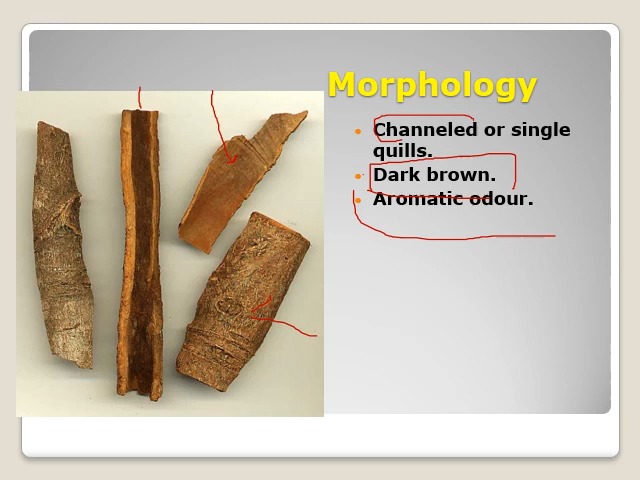 Morphology
Channeled or single
quills.
Dark brown.
Aromatic odour.